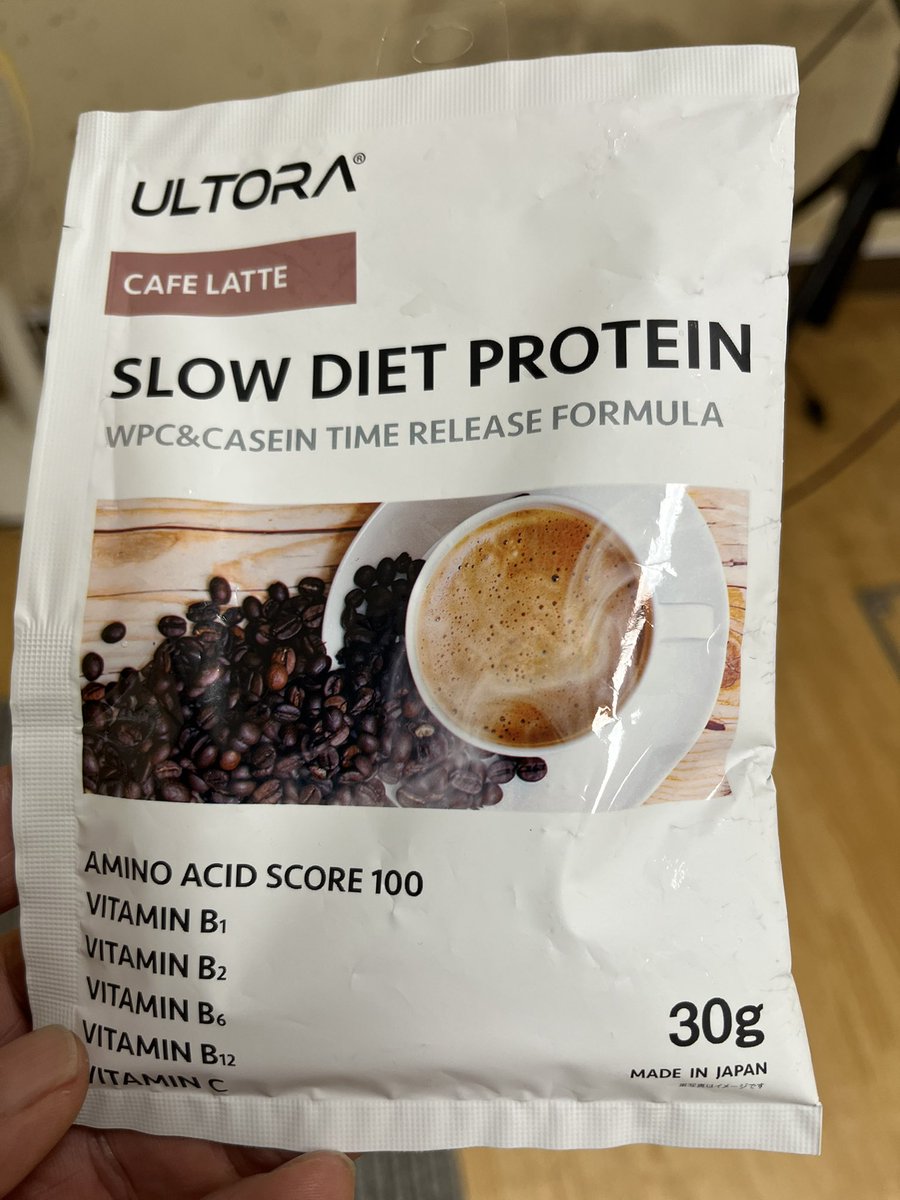 ULTORA®
CAFE LATTE
SLOW DIET PROTEIN
WPC&CASEIN TIME RELEASE FORMULA
AMINO ACID SCORE 100
VITAMIN B1
VITAMIN B2
VITAMIN B6
VITAMIN B12
VITAMIN C
30g
MADE IN JAPAN
※写真はイメージです